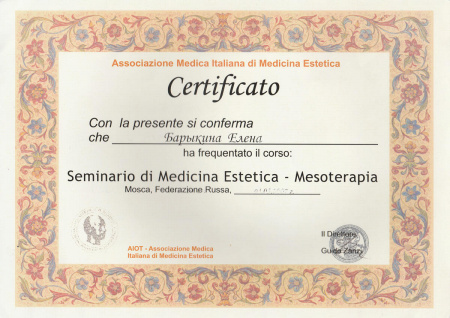 Associazione Medica Italiana di Medicina Estetica
Certificato
Con la presente si conferma
che Барыкина Елена
ha frequentato il corso:
Seminario di Medicina Estetica - Mesoterapia
Mosca, Federazione Russa,
Il Direttore
Guido Zanzy
AIOT - Associazione Medica
Italiana di Medicina Estetica